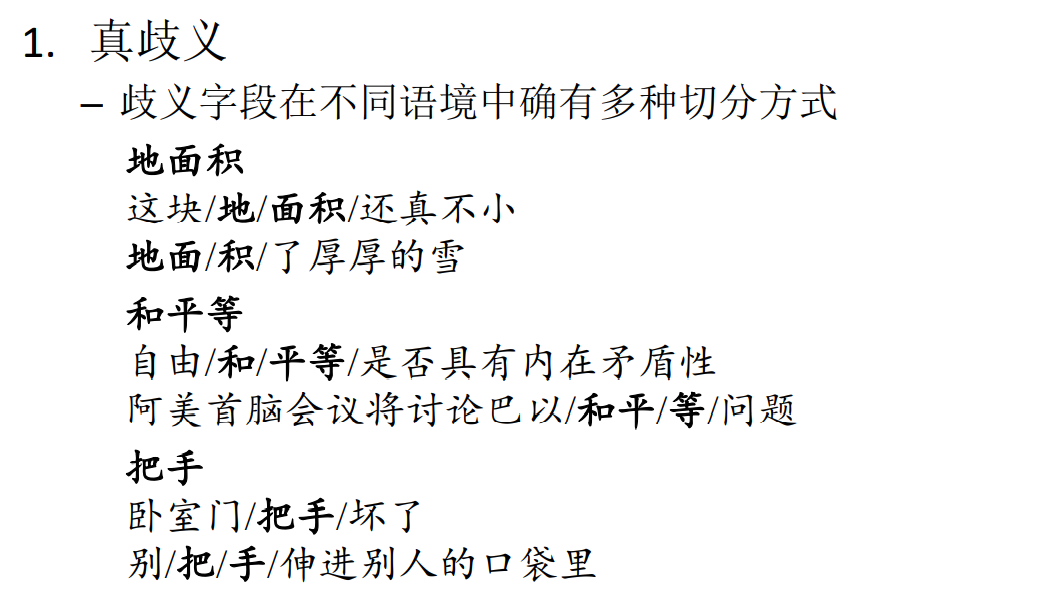 1. 真歧义
– 歧义字段在不同语境中确有多种切分方式
地面积
这块/地/面积/还真不小
地面/积/了厚厚的雪
和平等
自由/和/平等/是否具有内在矛盾性
阿美首脑会议将讨论巴以/和平/等/问题
把手
卧室门/把手/坏了
别/把/手/伸进别人的口袋里